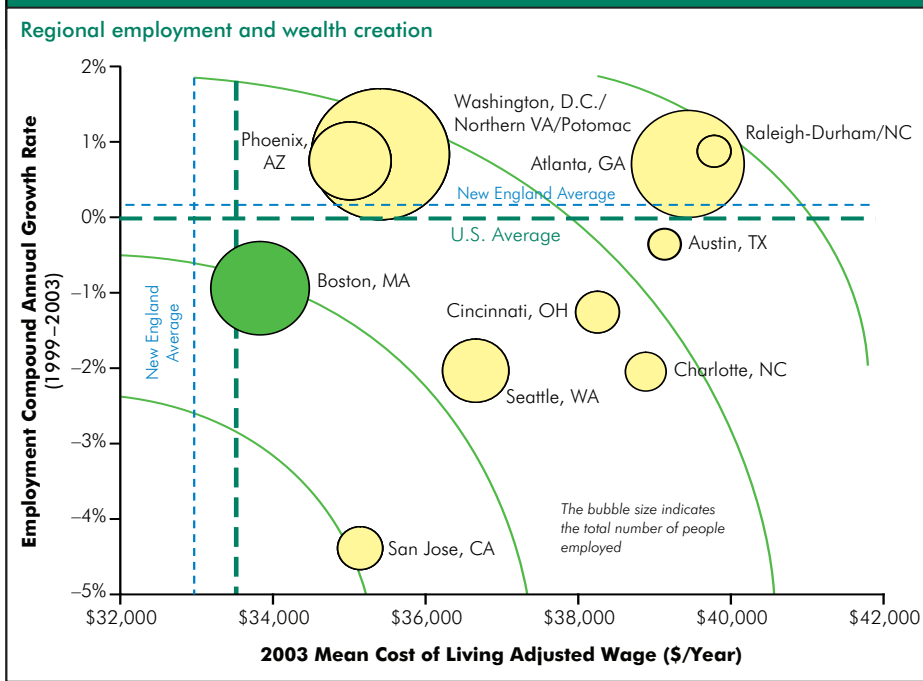 Regional employment and wealth creation
Employment Compound Annual Growth Rate
(1999–2003)
2%
1%
0%
–1%
–2%
–3%
–4%
–5%
Washington, D.C./
Northern VA/Potomac
Phoenix,
AZ
Raleigh-Durham/NC
Atlanta, GA
New England Average
U.S. Average
Austin, TX
Boston, MA
New England
Average
Cincinnati, OH
Charlotte, NC
Seattle, WA
The bubble size indicates
the total number of people
employed
San Jose, CA
$32,000
$34,000
$36,000
$38,000
$40,000
$42,000
2003 Mean Cost of Living Adjusted Wage ($/Year)